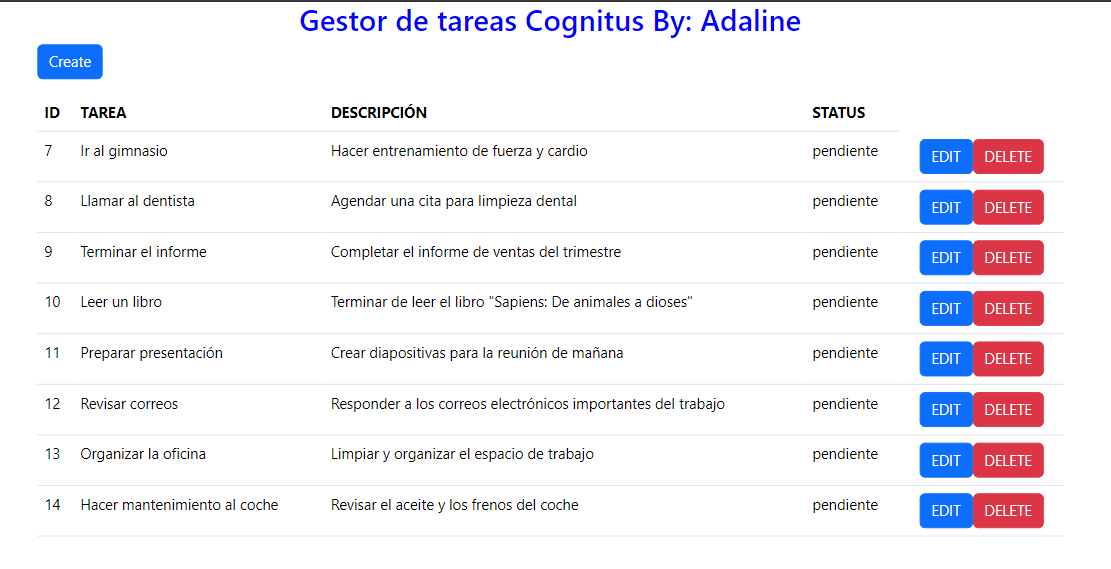 Gestor de tareas Cognitus By: Adaline
Create
ID TAREA DESCRIPCIÓN STATUS
7 Ir al gimnasio Hacer entrenamiento de fuerza y cardio pendiente EDIT DELETE
8 Llamar al dentista Agendar una cita para limpieza dental pendiente EDIT DELETE
9 Terminar el informe Completar el informe de ventas del trimestre pendiente EDIT DELETE
10 Leer un libro Terminar de leer el libro "Sapiens: De animales a dioses" pendiente EDIT DELETE
11 Preparar presentación Crear diapositivas para la reunión de mañana pendiente EDIT DELETE
12 Revisar correos Responder a los correos electrónicos importantes del trabajo pendiente EDIT DELETE
13 Organizar la oficina Limpiar y organizar el espacio de trabajo pendiente EDIT DELETE
14 Hacer mantenimiento al coche Revisar el aceite y los frenos del coche pendiente EDIT DELETE